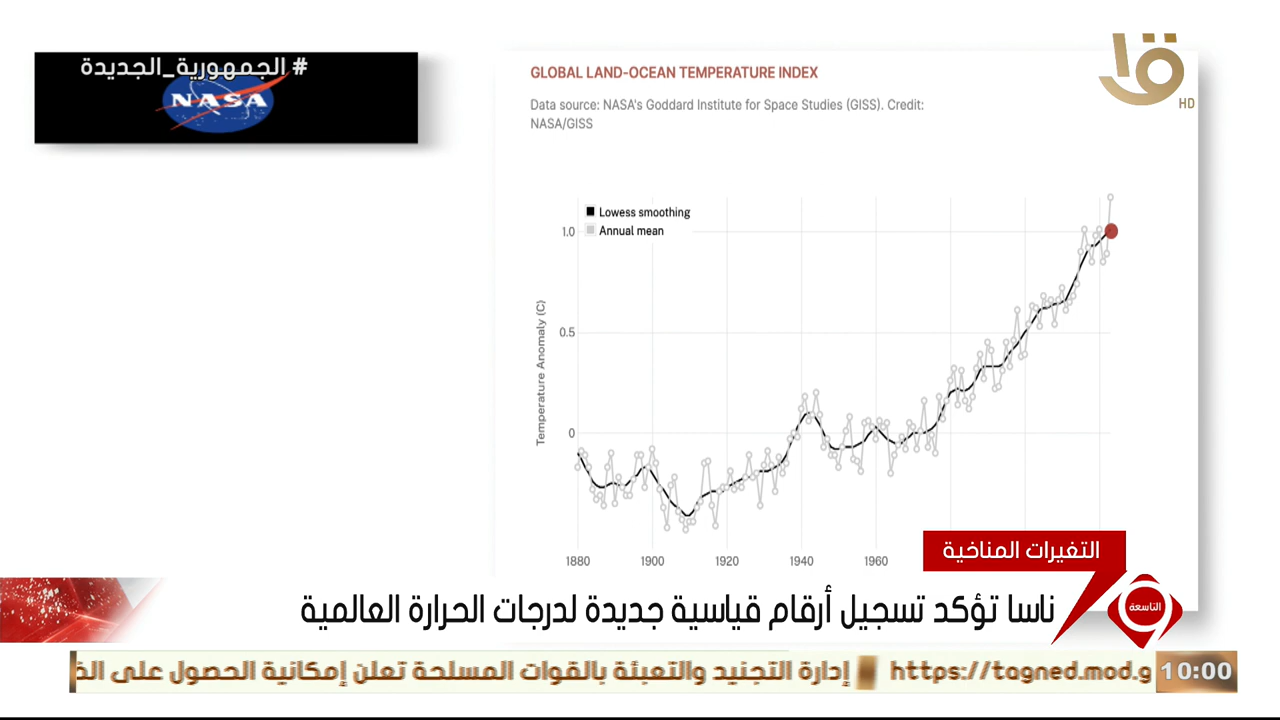 # الجمهورية_الجديدة
NASA
GLOBAL LAND-OCEAN TEMPERATURE INDEX
Data source: NASA's Goddard Institute for Space Studies (GISS). Credit:
NASA/GISS
HD
Lowess smoothing
Annual mean
1.0
0.5
0
Temperature Anomaly (C)
1880 1900 1920 1940 1960
التغيرات المناخية
التاسعة
ناسا تؤكد تسجيل أرقام قياسية جديدة لدرجات الحرارة العالمية
10:00
https://tagned.mod.g
إدارة التجنيد والتعبئة بالقوات المسلحة تعلن إمكانية الحصول على